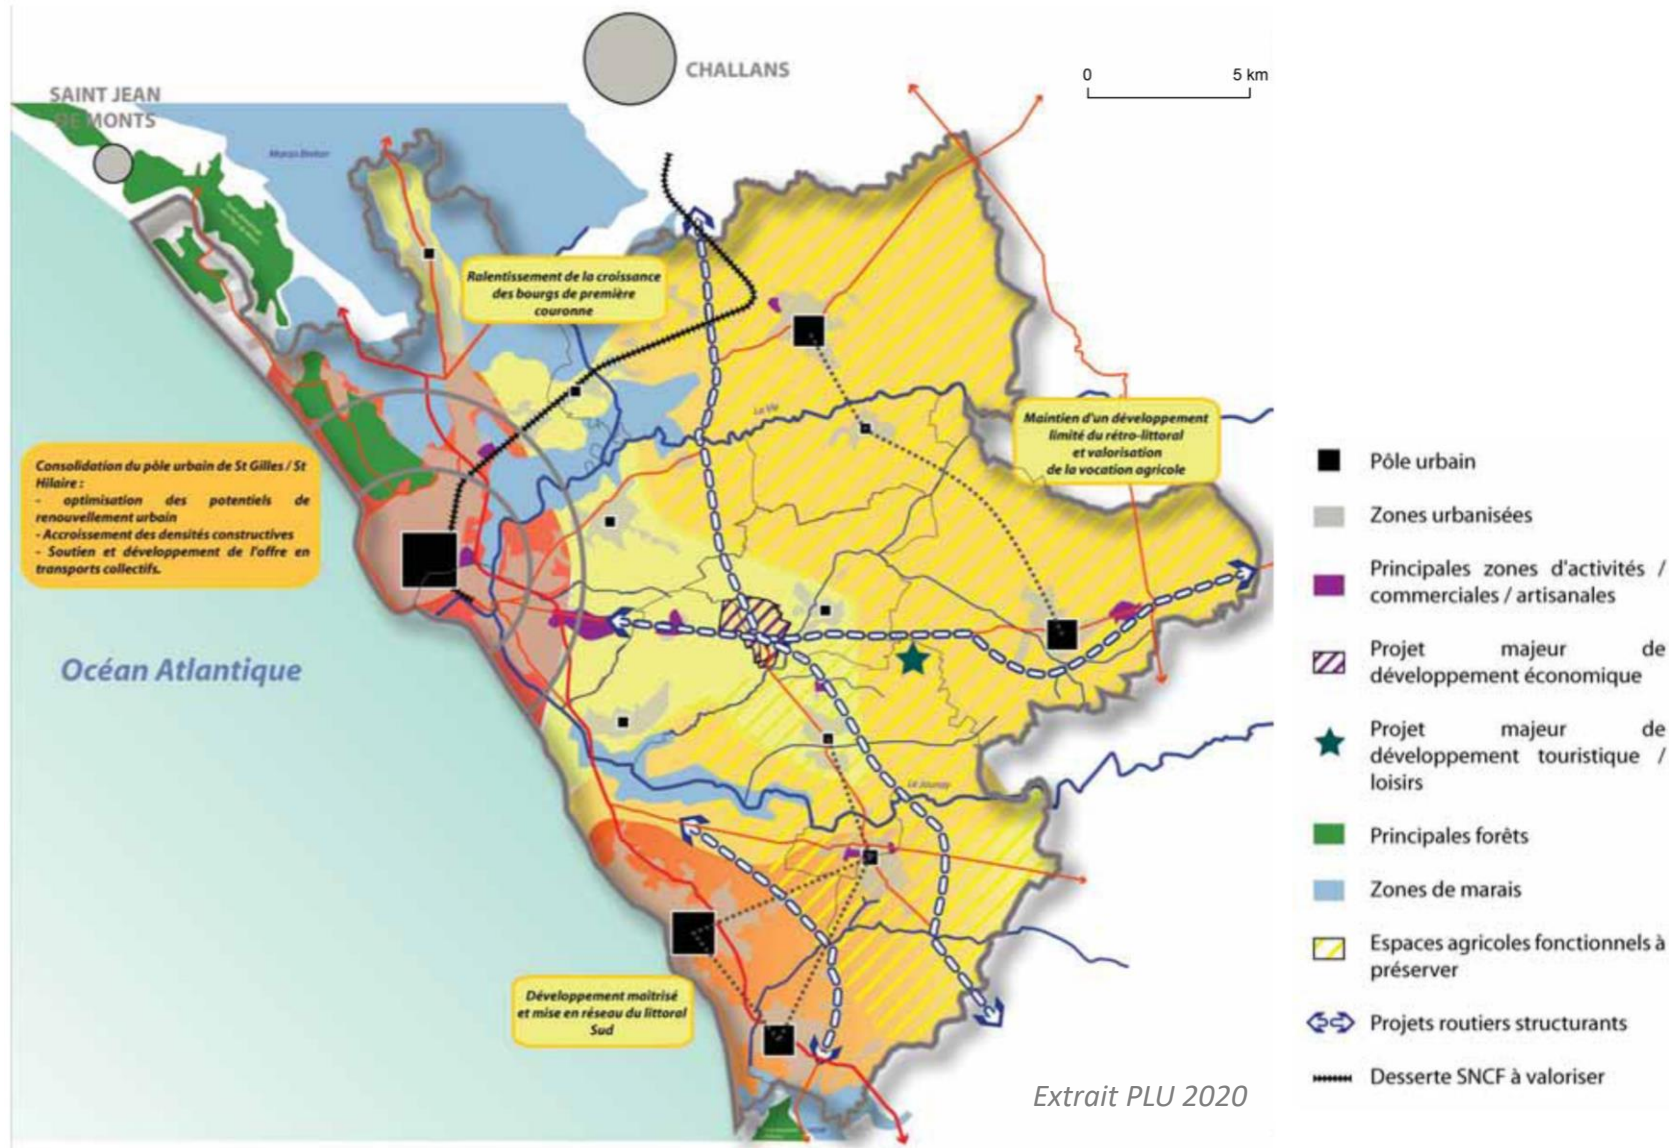 CHALLANS
0 5 km
SAINT JEAN
DE MONTS
Marais Breton
Ralentissement de la croissance
des bourgs de première
couronne
La Vie
Maintien d'un développement
limité du rétro-littoral
et valorisation
de la vocation agricole
Consolidation du pôle urbain de St Gilles / St
Hilaire :
- optimisation des potentiels de
renouvellement urbain
- Accroissement des densités constructives
- Soutien et développement de l'offre en
transports collectifs.
Océan Atlantique
Le Jaunay
Développement maîtrisé
et mise en réseau du littoral
Sud
Extrait PLU 2020
Pôle urbain
Zones urbanisées
Principales zones d'activités /
commerciales / artisanales
Projet majeur de
développement économique
Projet majeur de
développement touristique /
loisirs
Principales forêts
Zones de marais
Espaces agricoles fonctionnels à
préserver
Projets routiers structurants
Desserte SNCF à valoriser